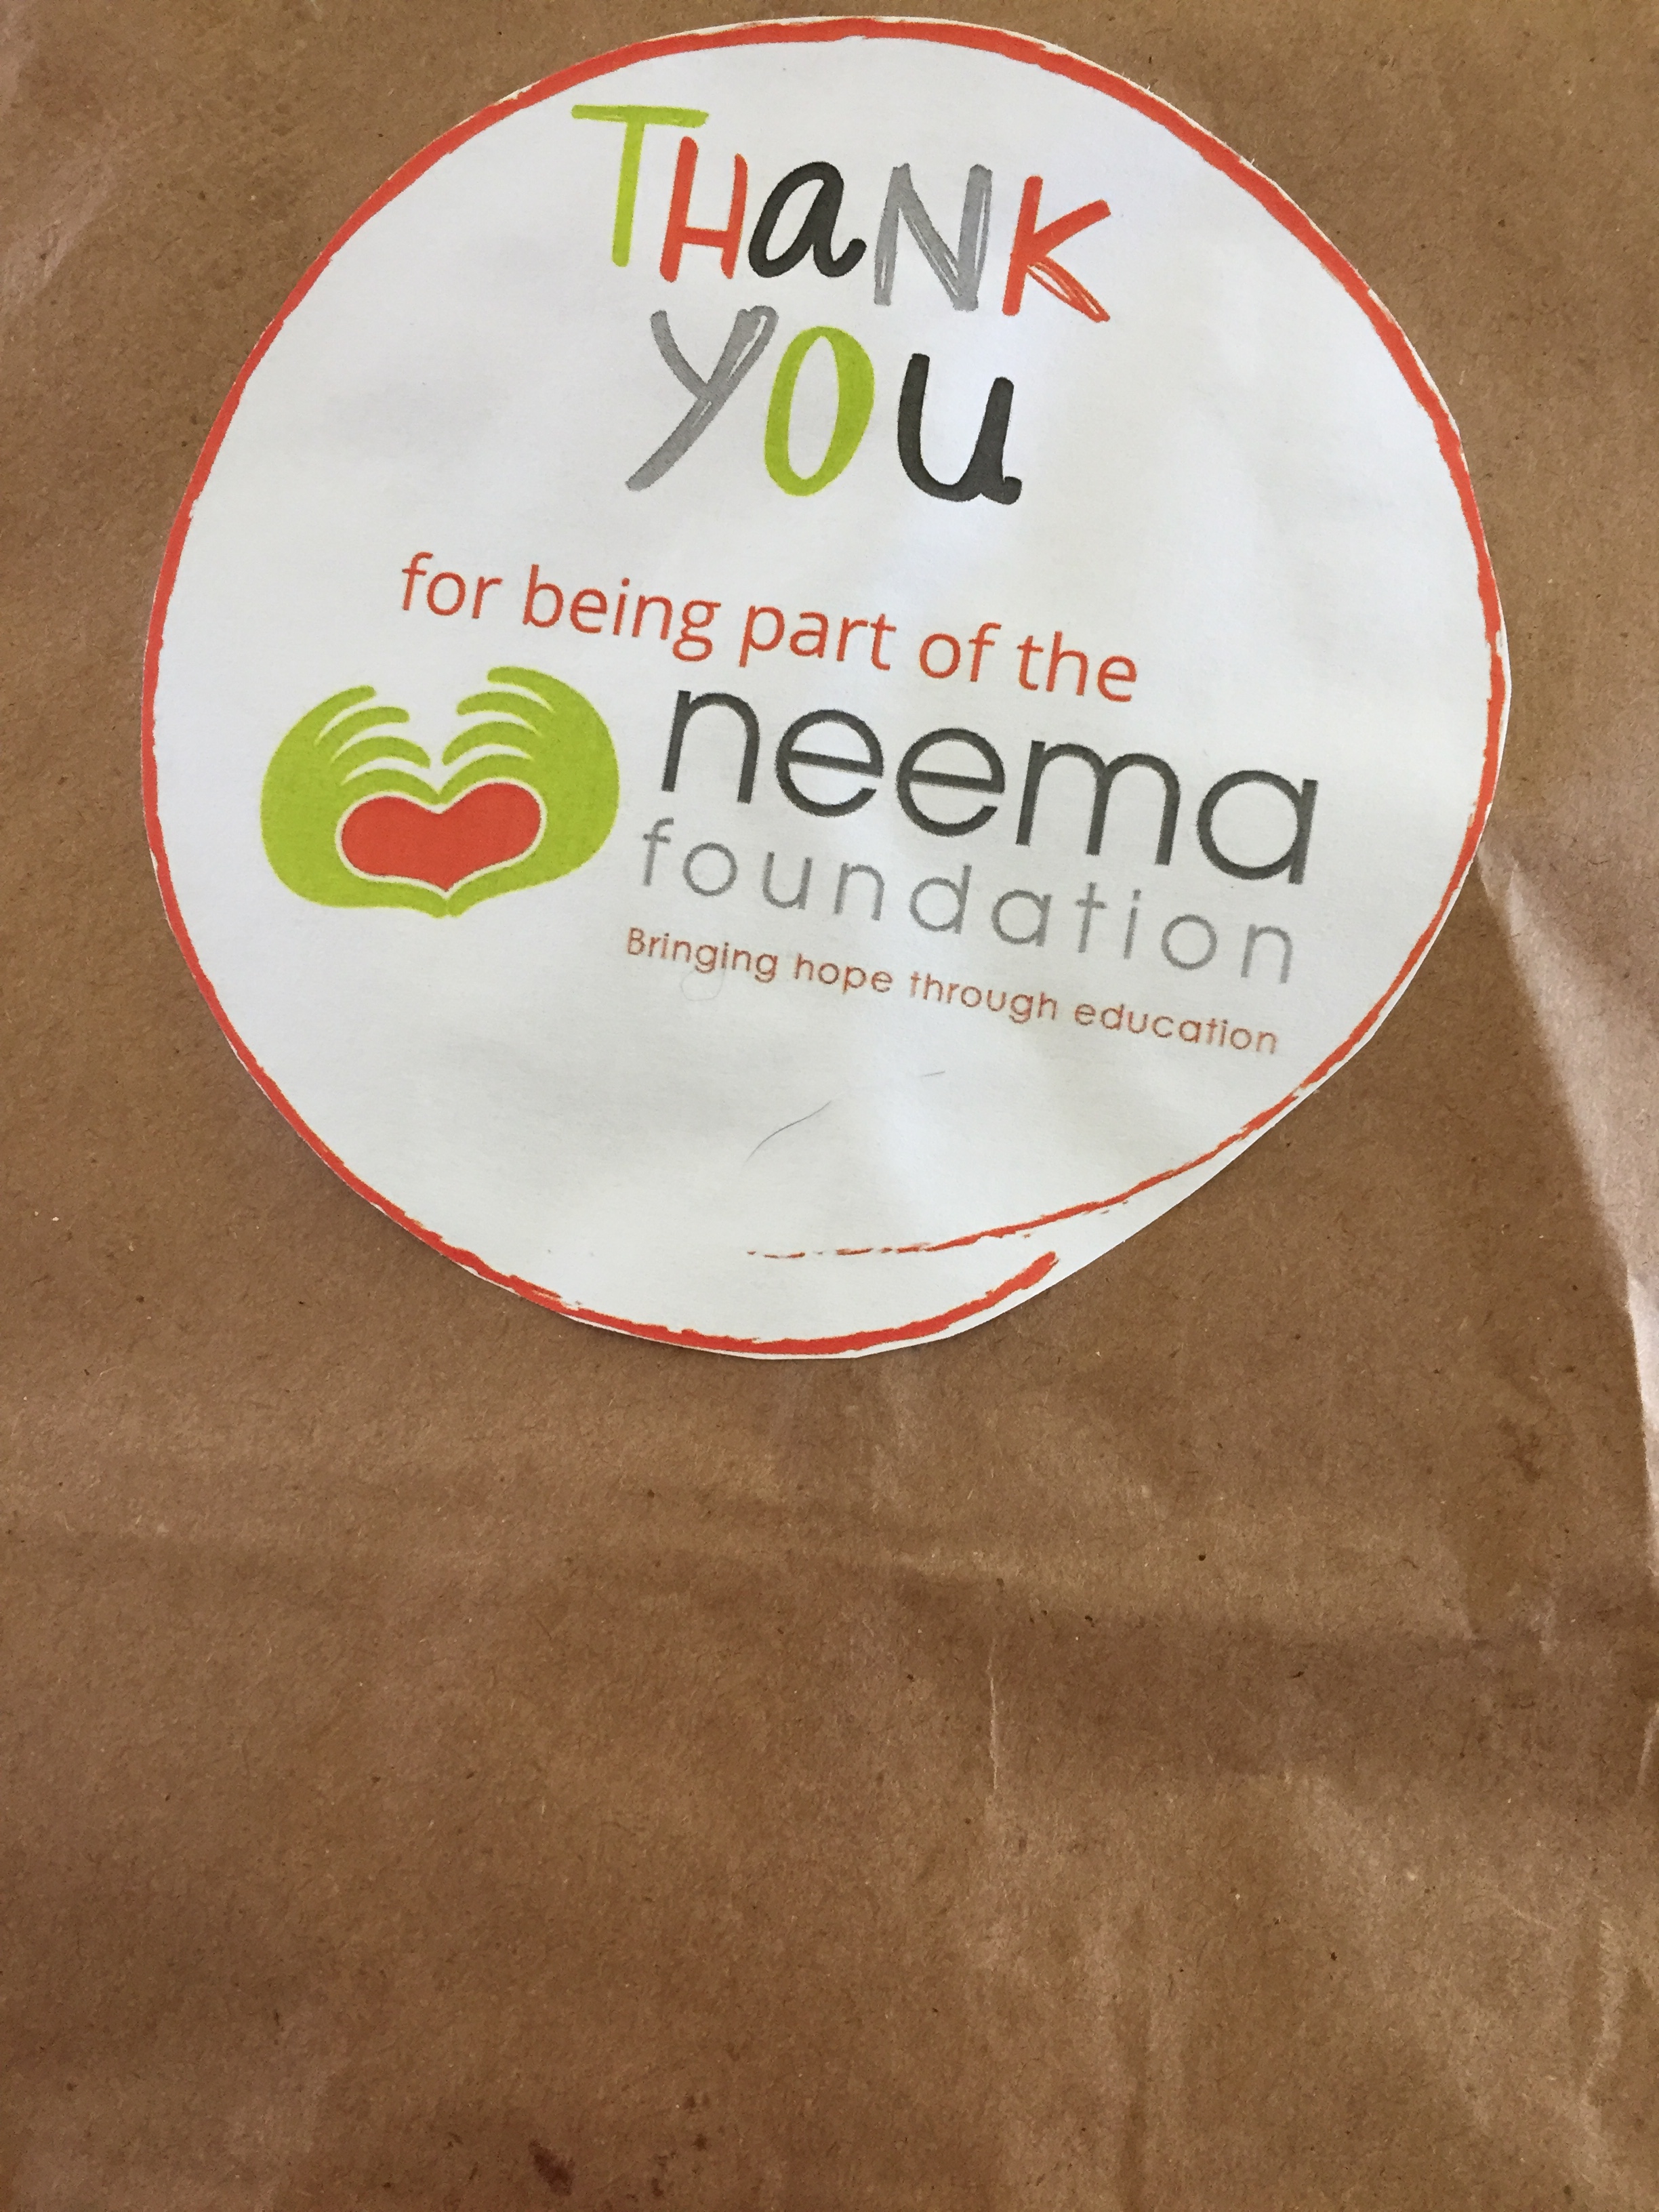 THaNK
yOu
for being part of the
neema
foundation
Bringing hope through education